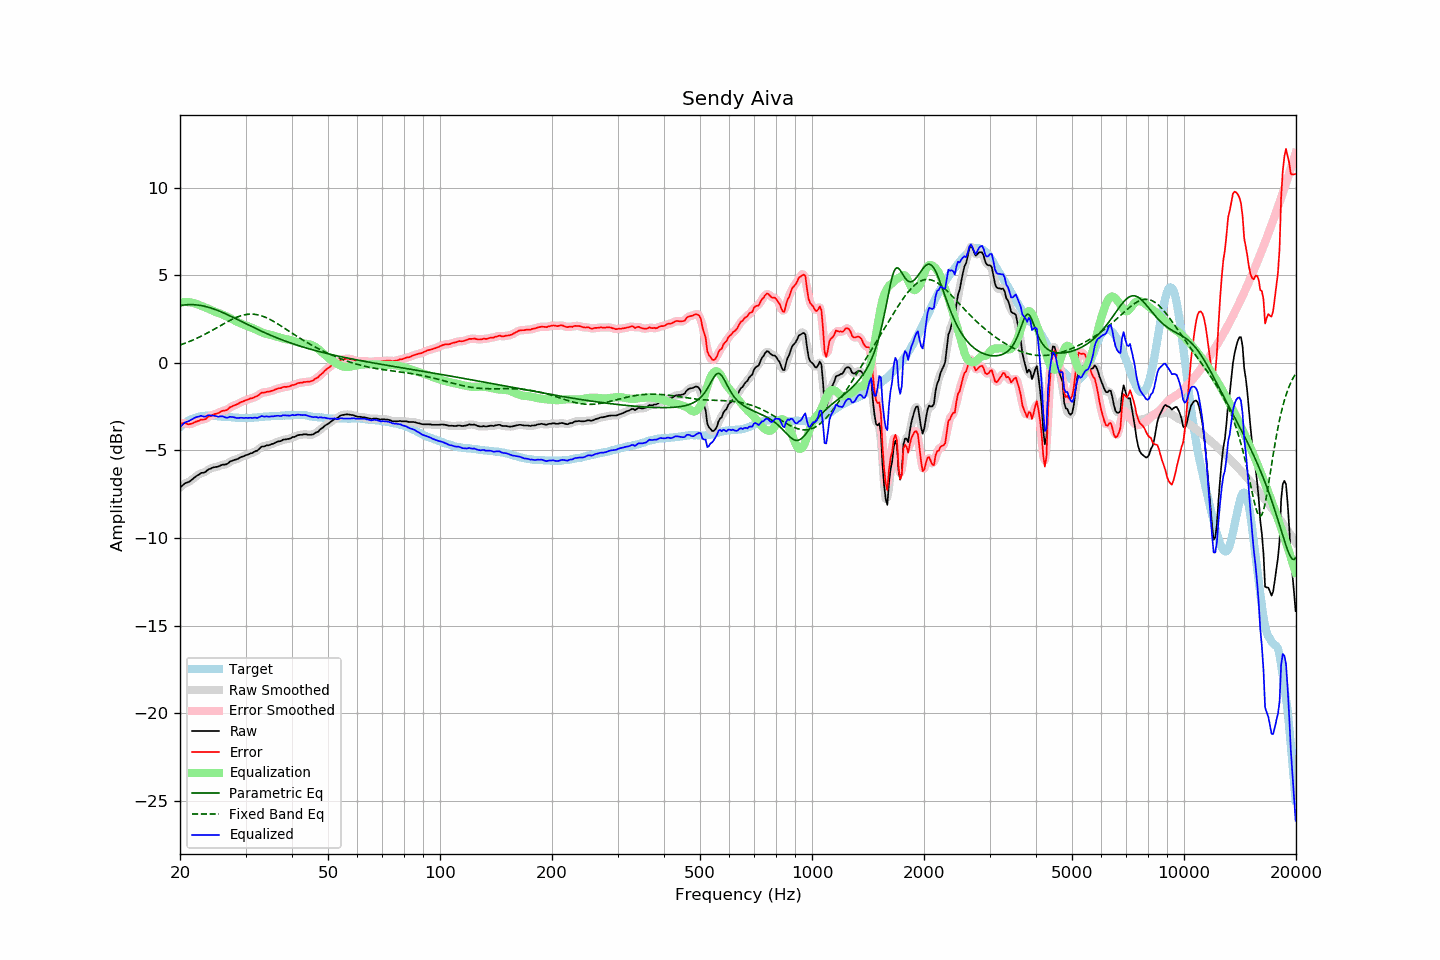 Sendy Aiva
Amplitude (dBr)
10
5
0
−5
−10
−15
−20
−25
Target
Raw Smoothed
Error Smoothed
Raw
Error
Equalization
Parametric Eq
Fixed Band Eq
Equalized
20 50 100 200 500 1000 2000 5000 10000 20000
Frequency (Hz)